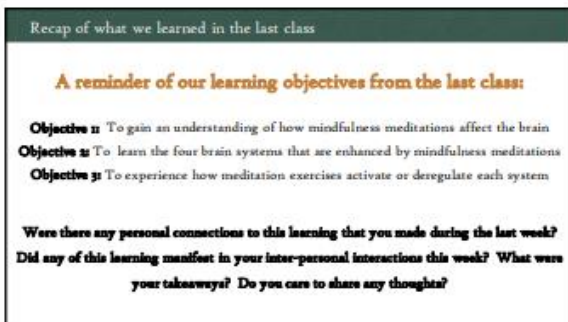 Recap of what we learned in the last class
A reminder of our learning objectives from the last class:
Objective 1: To gain an understanding of how mindfulness meditations affect the brain
Objective 2: To learn the four brain systems that are enhanced by mindfulness meditations
Objective 3: To experience how meditation exercises activate or deregulate each system
Were there any personal connections to this learning that you made during the last week?
Did any of this learning manifest in your inter-personal interactions this week? What were
your takeaways? Do you care to share any thoughts?